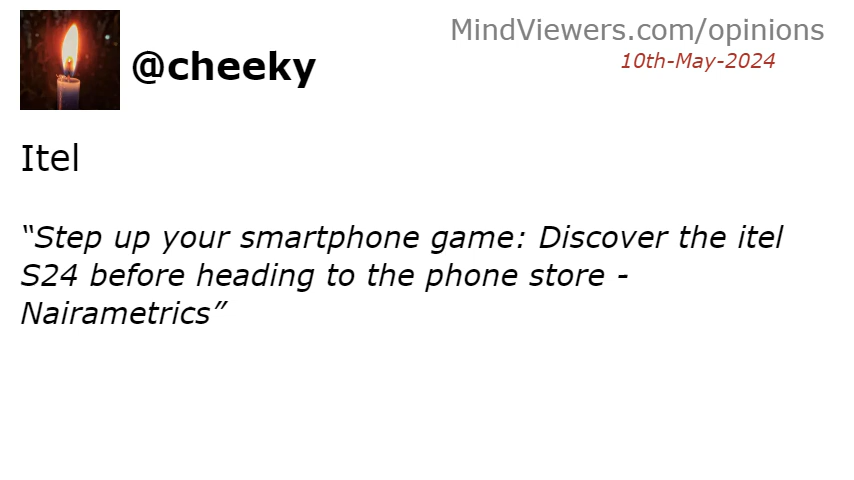 MindViewers.com/opinions
10th-May-2024
@cheeky
Itel
“Step up your smartphone game: Discover the itel
S24 before heading to the phone store -
Nairametrics”